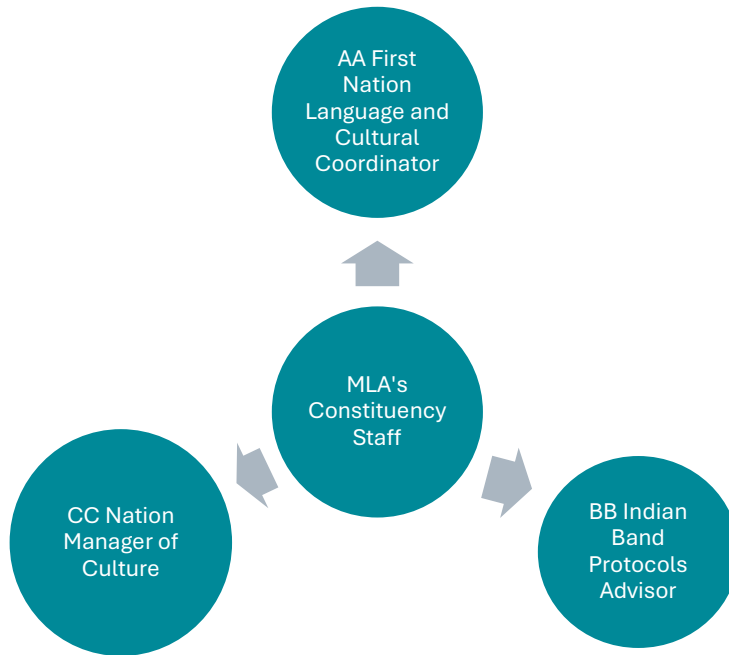 AA First
Nation
Language and
Cultural
Coordinator
MLA's
Constituency
Staff
CC Nation
Manager of
Culture
BB Indian
Band
Protocols
Advisor